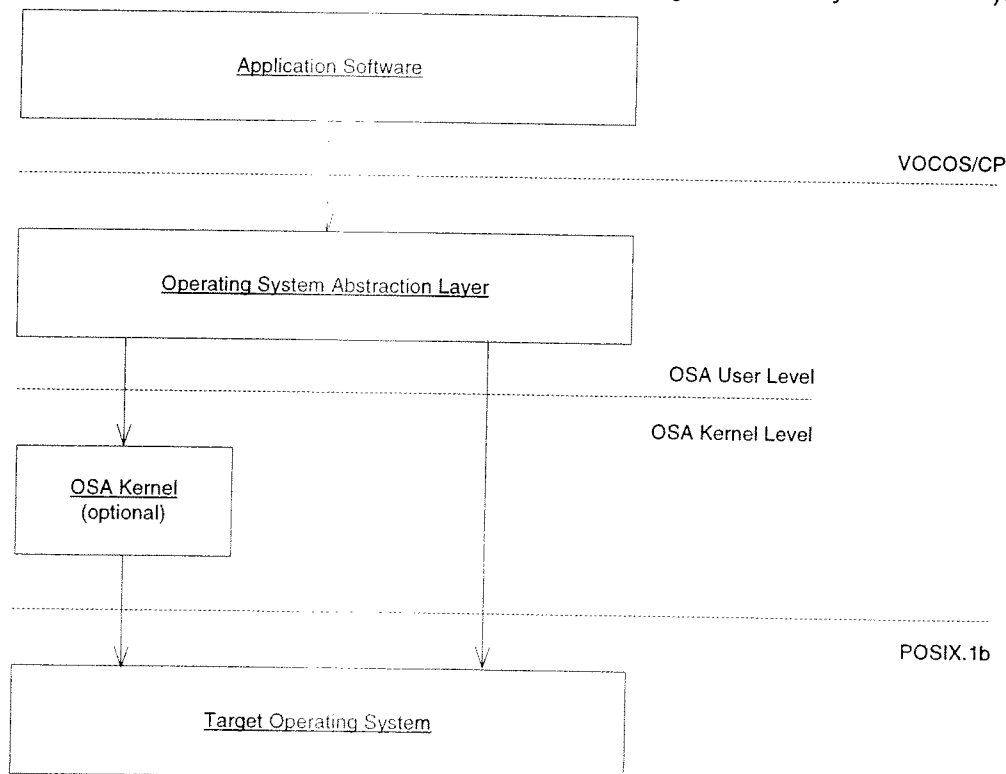 Application Software
VOCOS/CP
Operating System Abstraction Layer
OSA User Level
OSA Kernel Level
OSA Kernel
(optional)
POSIX.1b
Target Operating System